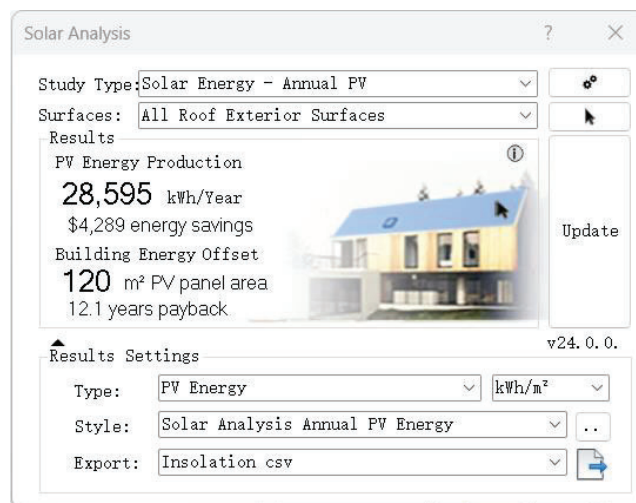 Solar Analysis
Study Type: Solar Energy - Annual PV
Surfaces: All Roof Exterior Surfaces
Results
PV Energy Production
28,595 kWh/Year
$4,289 energy savings
Building Energy Offset
120 m² PV panel area
12.1 years payback
Update
v24.0.0.
Results Settings
Type: PV Energy kWh/m²
Style: Solar Analysis Annual PV Energy ..
Export: Insolation csv